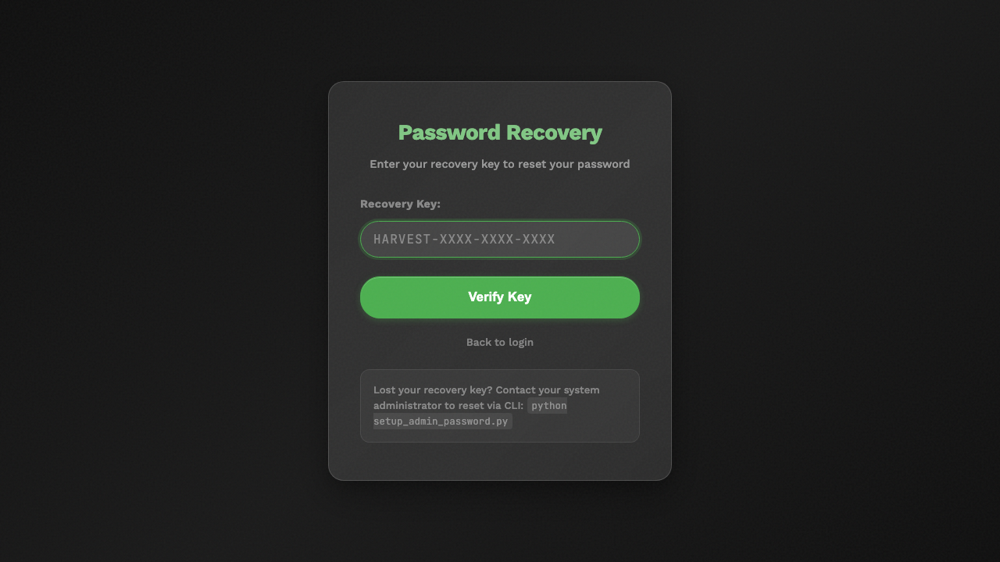 Password Recovery
Enter your recovery key to reset your password
Recovery Key:
HARVEST-XXXX-XXXX-XXXX
Verify Key
Back to login
Lost your recovery key? Contact your system
administrator to reset via CLI: python
setup_admin_password.py